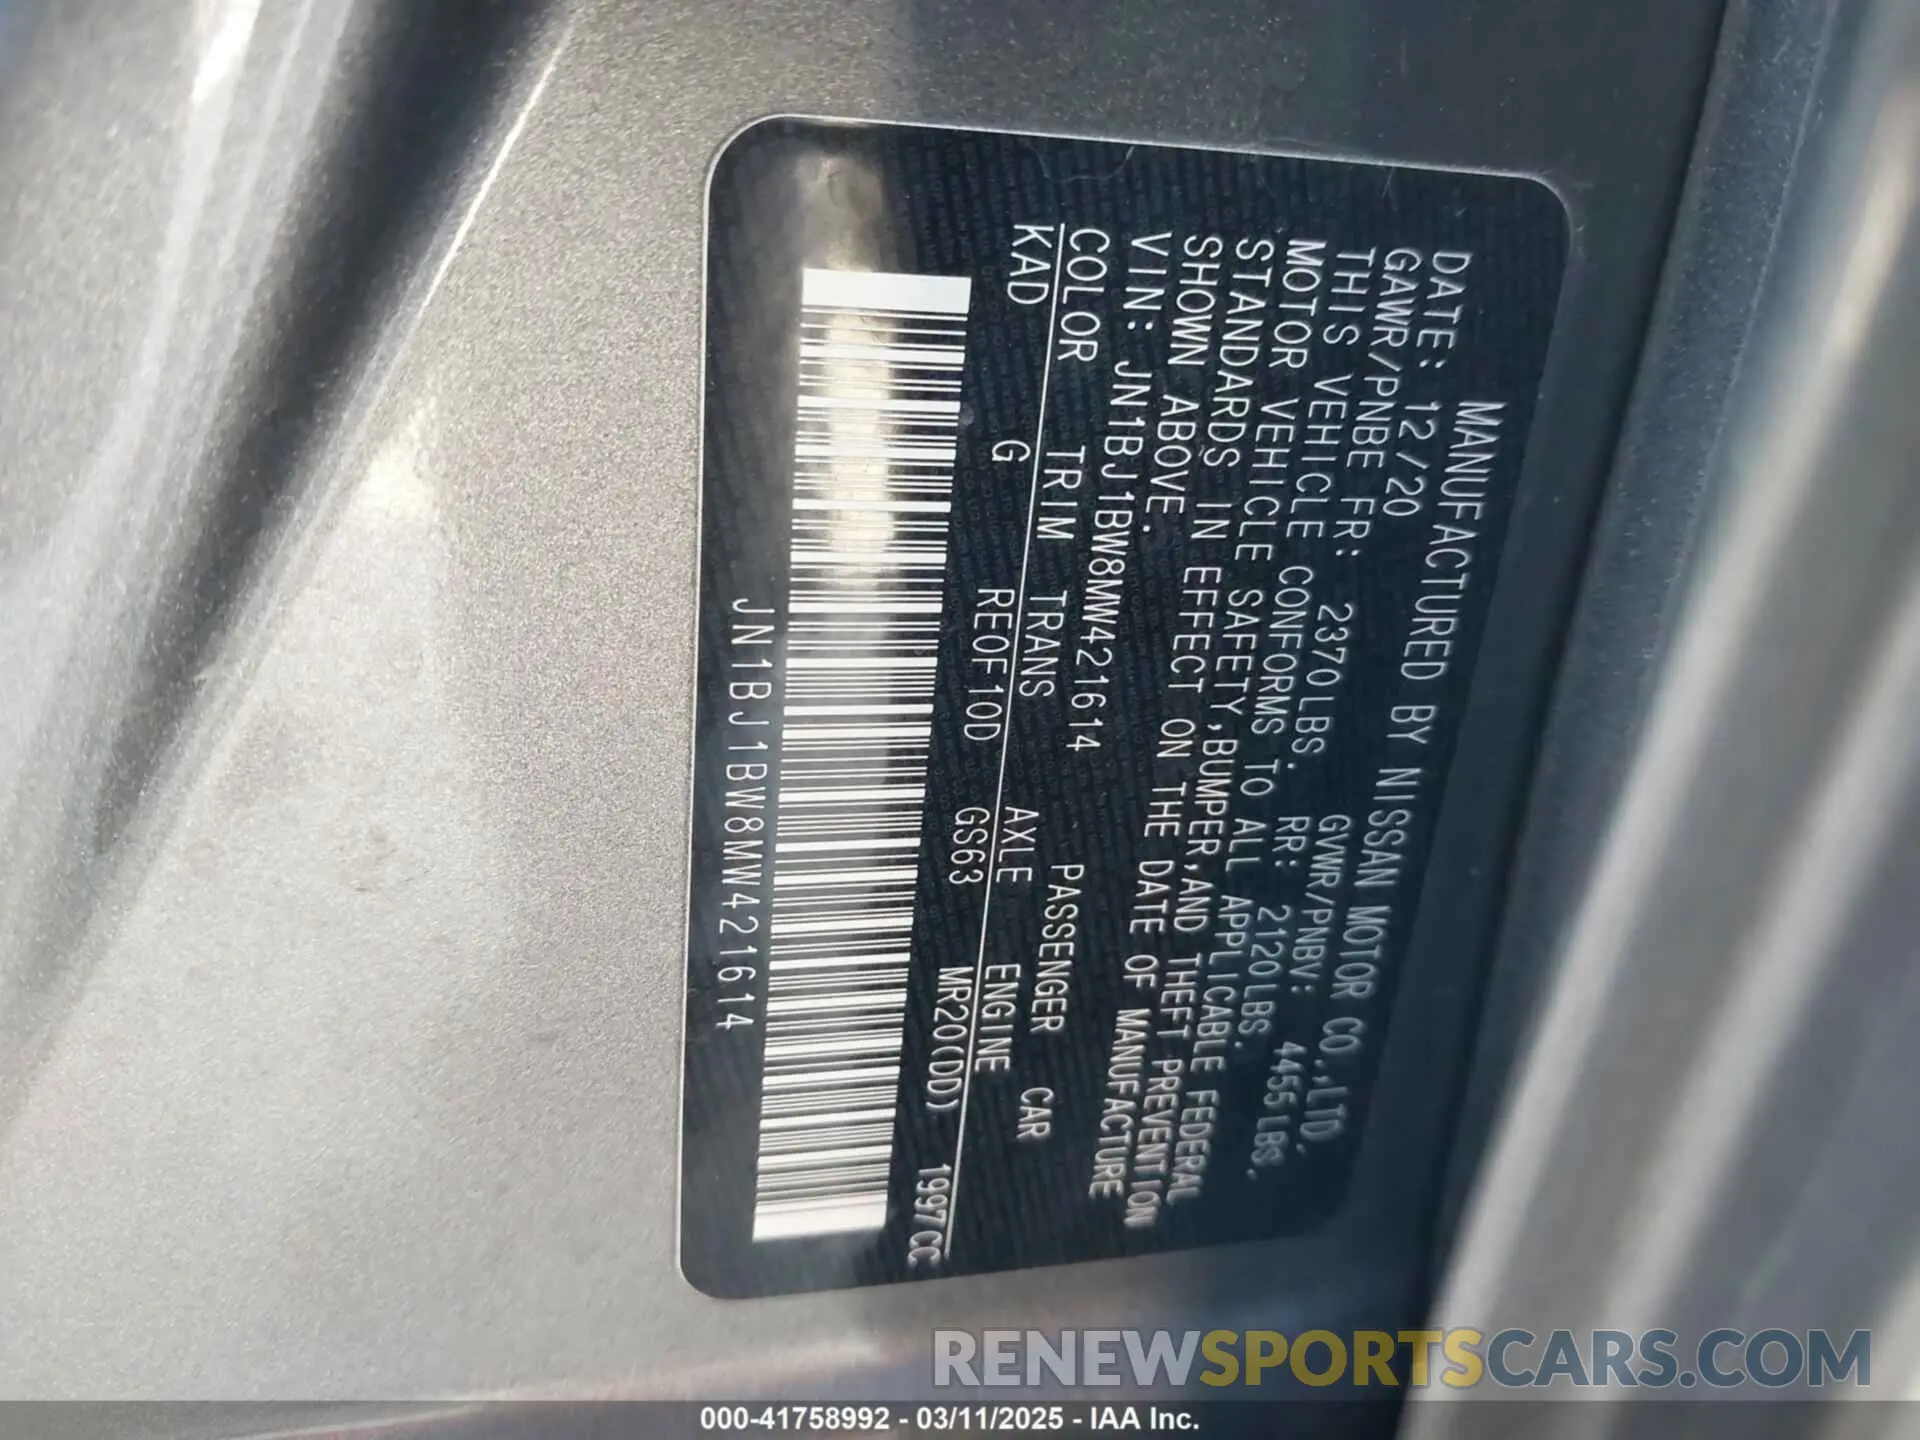 MANUFACTURED BY NISSAN MOTOR CO.,LTD.
DATE: 12/20 GVWR/PNBV: 4455LBS.
GAWR/PNBE FR: 2370LBS. RR: 2120LBS.
THIS VEHICLE CONFORMS TO ALL APPLICABLE FEDERAL
MOTOR VEHICLE SAFETY,BUMPER,AND THEFT PREVENTION
STANDARDS IN EFFECT ON THE DATE OF MANUFACTURE
SHOWN ABOVE.
VIN: JN1BJ1BW8MW421614 PASSENGER CAR
COLOR TRIM TRANS AXLE ENGINE
KAD G RE0F10D GS63 MR20(DD) 1997CC
JN1BJ1BW8MW421614
RENEWSPORTSCARS.COM
000-41758992 - 03/11/2025 - IAA Inc.